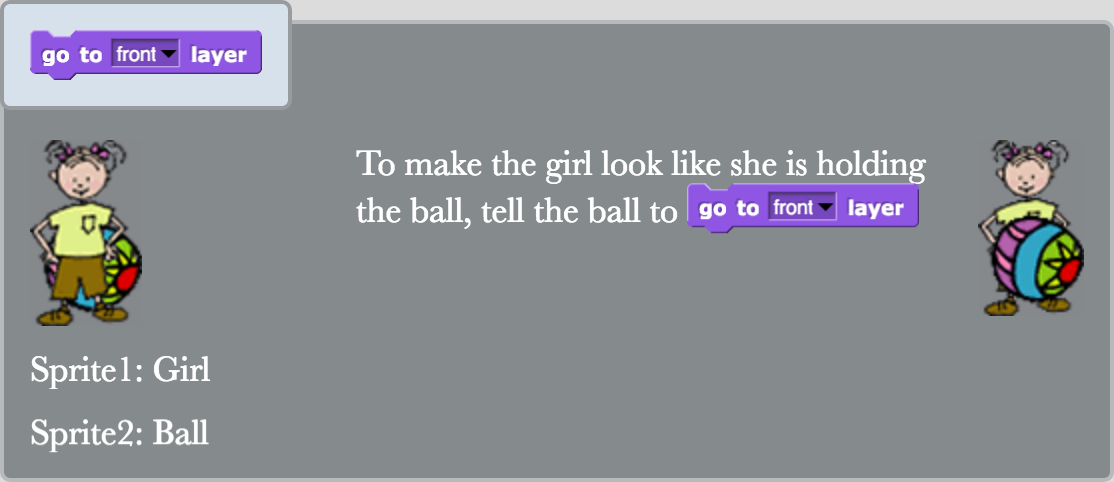 go to front layer
To make the girl look like she is holding
the ball, tell the ball to go to front layer
Sprite1: Girl
Sprite2: Ball